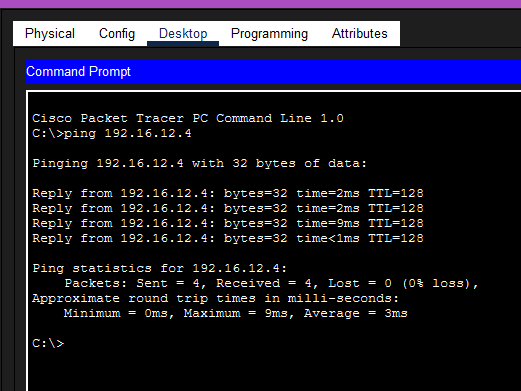 Physical Config Desktop Programming Attributes
Command Prompt
Cisco Packet Tracer PC Command Line 1.0
C:\>ping 192.16.12.4
Pinging 192.16.12.4 with 32 bytes of data:
Reply from 192.16.12.4: bytes=32 time=2ms TTL=128
Reply from 192.16.12.4: bytes=32 time=2ms TTL=128
Reply from 192.16.12.4: bytes=32 time=9ms TTL=128
Reply from 192.16.12.4: bytes=32 time<1ms TTL=128
Ping statistics for 192.16.12.4:
Packets: Sent = 4, Received = 4, Lost = 0 (0% loss),
Approximate round trip times in milli-seconds:
Minimum = 0ms, Maximum = 9ms, Average = 3ms
C:\>